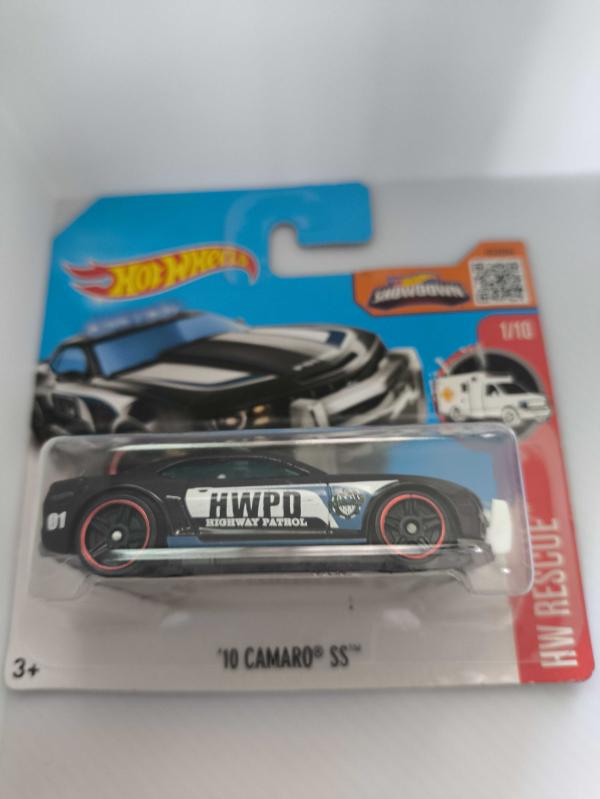 HOT WHEELS
SHOWDOWN
1/10
HWPD
HIGHWAY PATROL
01
HW RESCUE
'10 CAMARO® SS™
3+